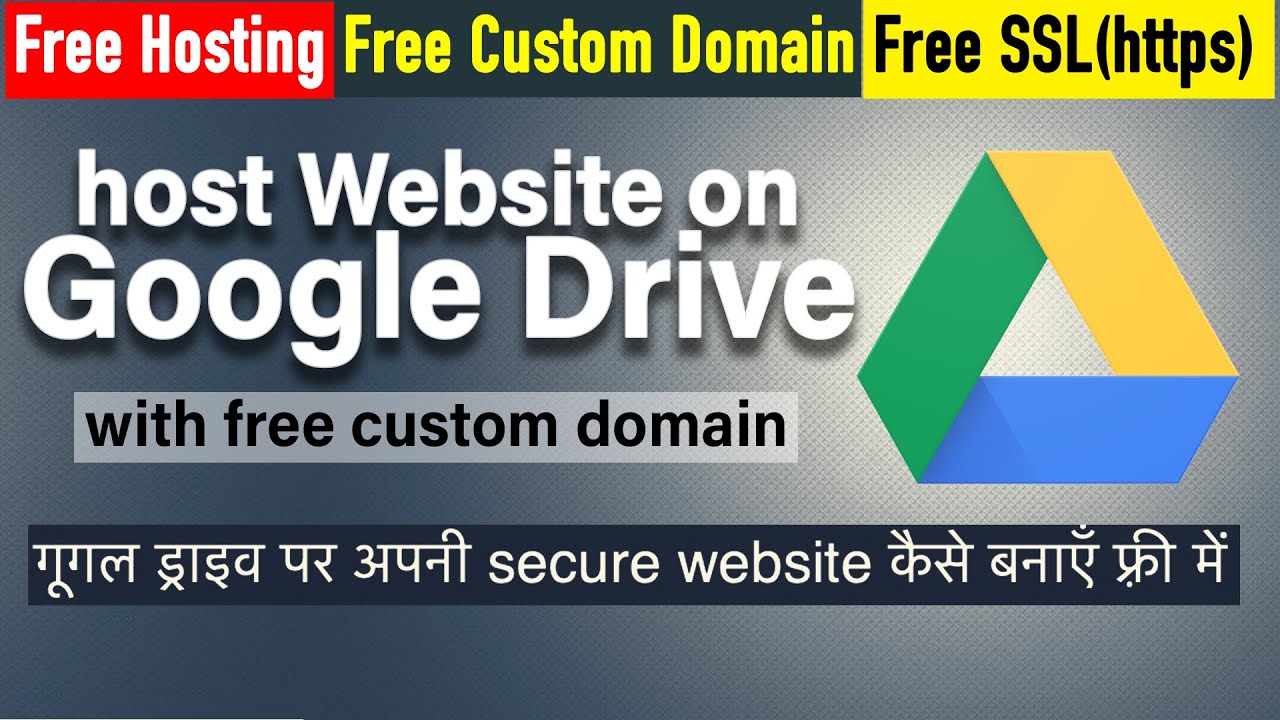 Free Hosting Free Custom Domain Free SSL(https)
host Website on
Google Drive
with free custom domain
गूगल ड्राइव पर अपनी secure website कैसे बनाएँ फ़्री में